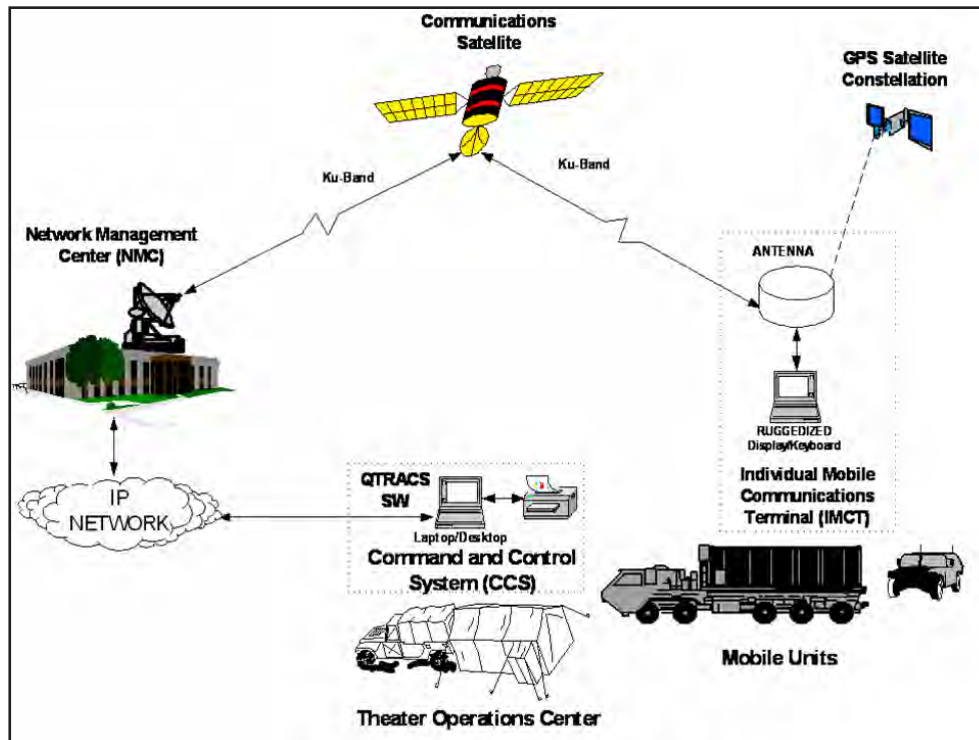 Communications
Satellite
GPS Satellite
Constellation
Ku-Band
Ku-Band
Network Management
Center (NMC)
ANTENNA
RUGGEDIZED
Display/Keyboard
Individual Mobile
Communications
Terminal (IMCT)
IP
NETWORK
QTRACS
SW
Laptop/Desktop
Command and Control
System (CCS)
Mobile Units
Theater Operations Center